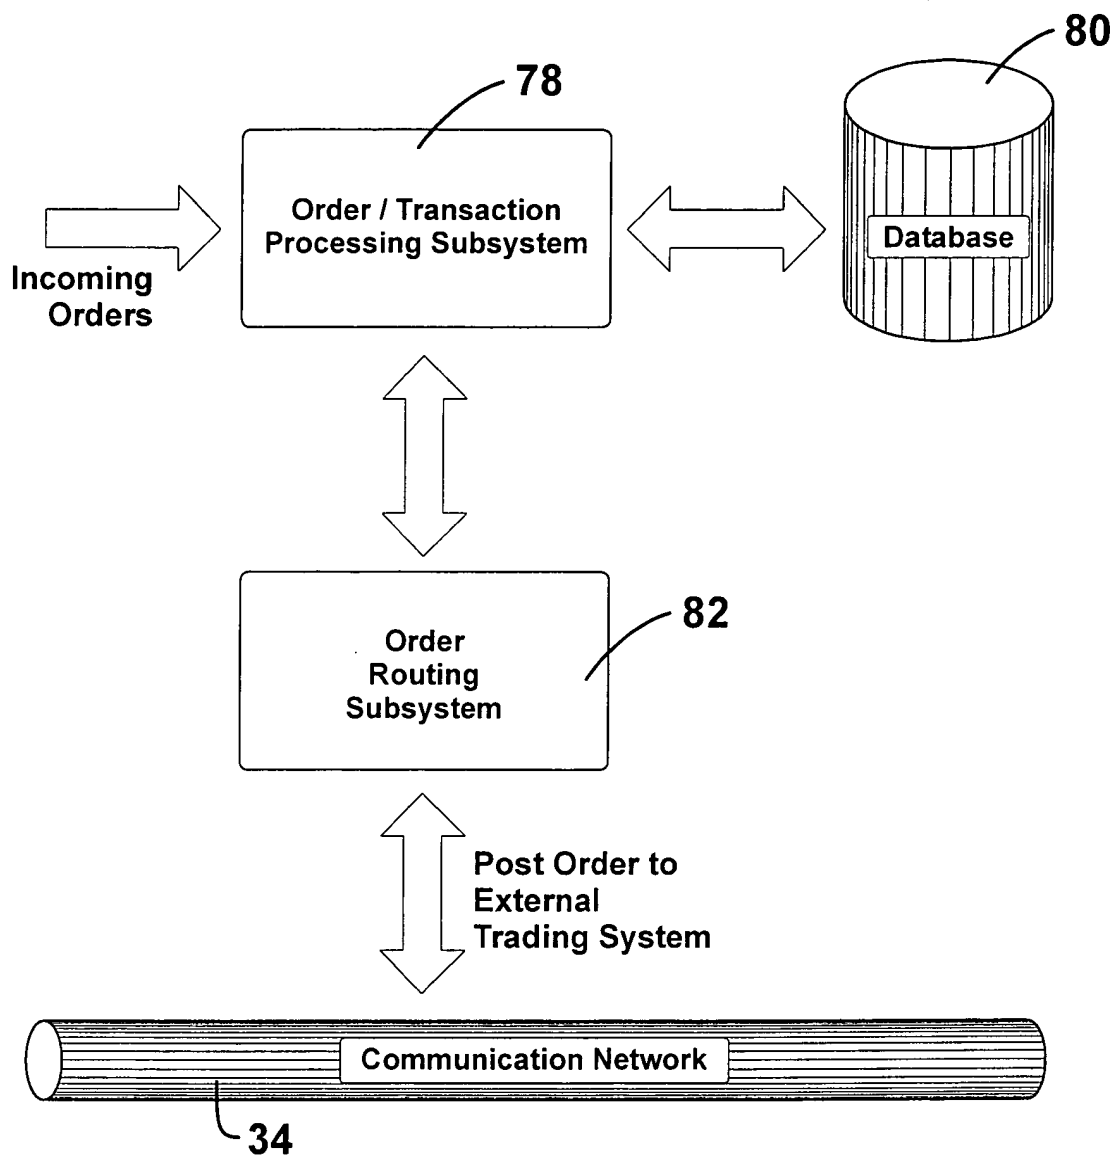 80
78
Order / Transaction
Processing Subsystem
Database
Incoming
Orders
82
Order
Routing
Subsystem
Post Order to
External
Trading System
Communication Network
34